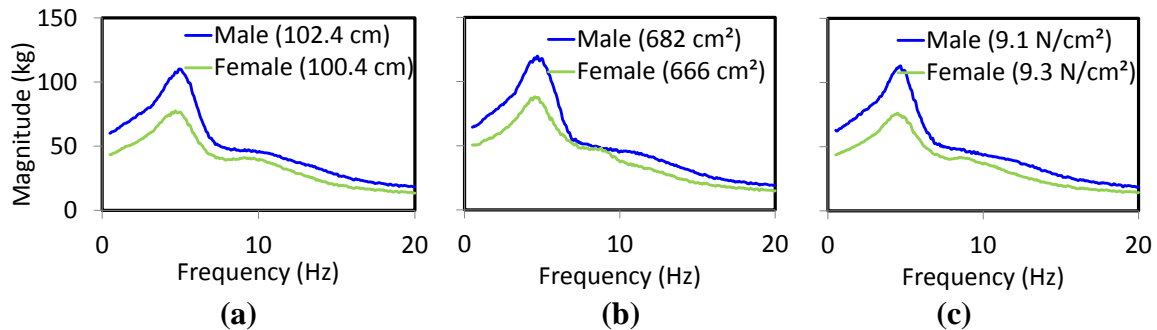 Magnitude (kg)
150
100
50
0
Male (102.4 cm)
Female (100.4 cm)
0 10 20
Frequency (Hz)
(a)
Male (682 cm²)
Female (666 cm²)
0 10 20
Frequency (Hz)
(b)
Male (9.1 N/cm²)
Female (9.3 N/cm²)
0 10 20
Frequency (Hz)
(c)